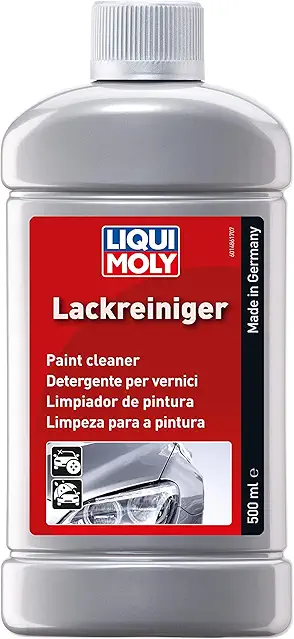 LIQUI
MOLY
Lackreiniger
Paint cleaner
Detergente per vernici
Limpiador de pintura
Limpeza para a pintura
Made in Germany
500 ml e